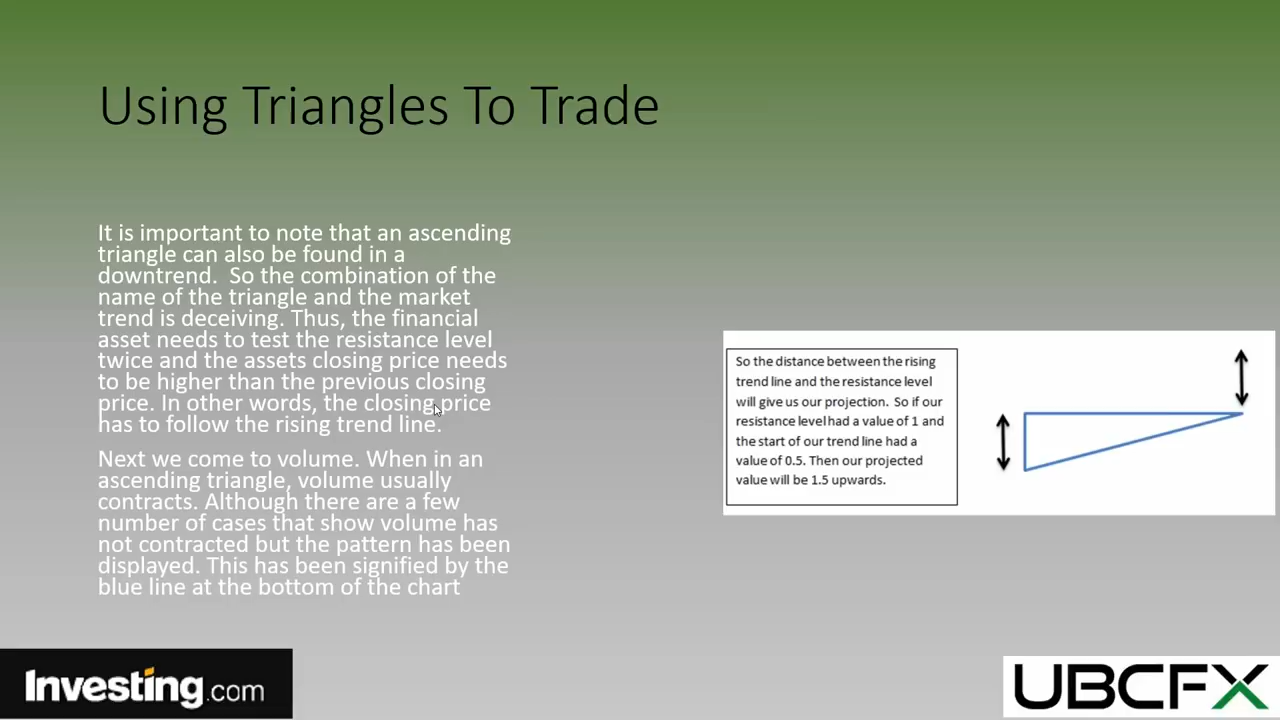 Using Triangles To Trade
It is important to note that an ascending
triangle can also be found in a
downtrend.  So the combination of the
name of the triangle and the market
trend is deceiving. Thus, the financial
asset needs to test the resistance level
twice and the assets closing price needs
to be higher than the previous closing
price. In other words, the closing price
has to follow the rising trend line.
Next we come to volume. When in an
ascending triangle, volume usually
contracts. Although there are a few
number of cases that show volume has
not contracted but the pattern has been
displayed. This has been signified by the
blue line at the bottom of the chart
So the distance between the rising
trend line and the resistance level
will give us our projection.  So if our
resistance level had a value of 1 and
the start of our trend line had a
value of 0.5. Then our projected
value will be 1.5 upwards.
Investing.com
UBCFX